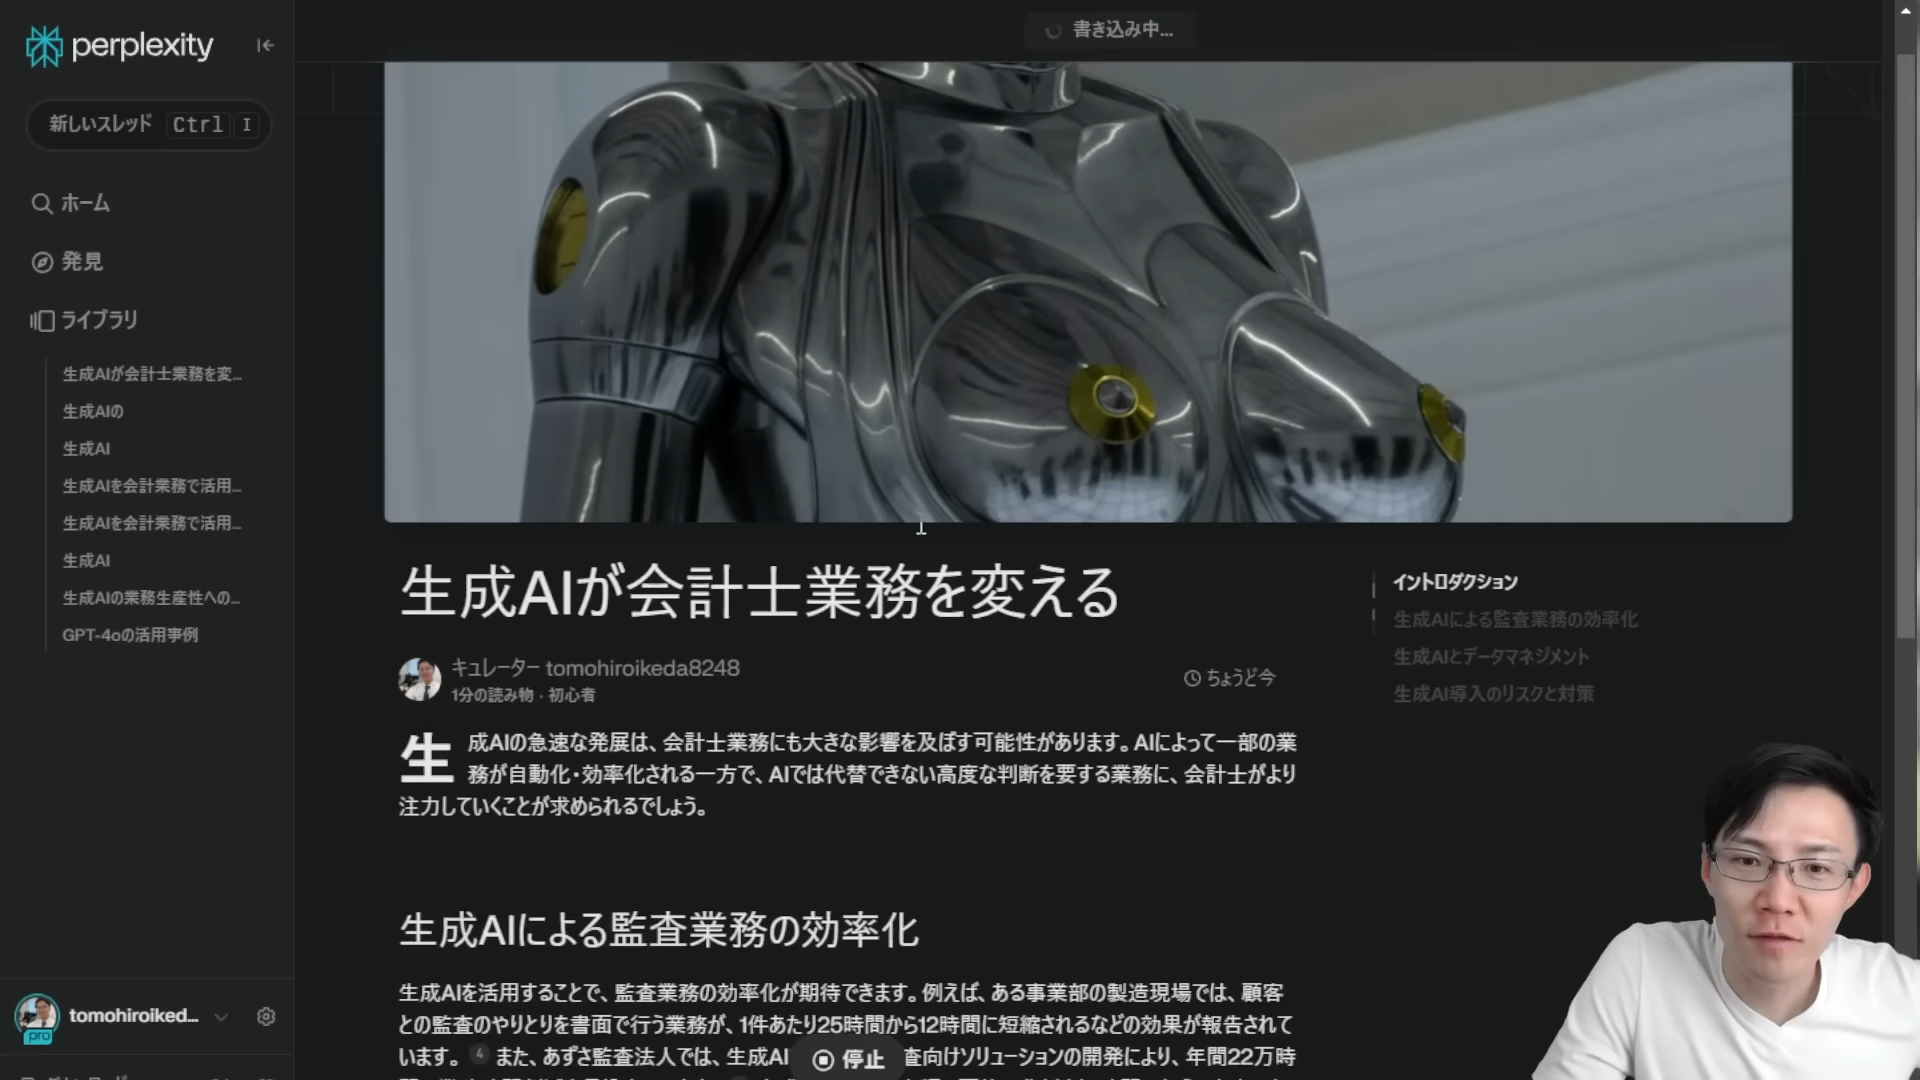 perplexity
書き込み中...
新しいスレッド Ctrl I
ホーム
発見
ライブラリ
生成AIが会計士業務を変...
生成AIの
生成AI
生成AIを会計業務で活用...
生成AIを会計業務で活用...
生成AI
生成AIの業務生産性への...
GPT-4oの活用事例
tomohiroiked...
pro
生成AIが会計士業務を変える
キュレーター tomohiroikeda8248
1分の読み物・初心者
ちょうど今
生成AIの急速な発展は、会計士業務にも大きな影響を及ぼす可能性があります。AIによって一部の業
務が自動化・効率化される一方で、AIでは代替できない高度な判断を要する業務に、会計士がより
注力していくことが求められるでしょう。
生成AIによる監査業務の効率化
生成AIを活用することで、監査業務の効率化が期待できます。例えば、ある事業部の製造現場では、顧客
との監査のやりとりを書面で行う業務が、1件あたり25時間から12時間に短縮されるなどの効果が報告されて
います。 4 また、あずさ監査法人では、生成AI
停止
査向けソリューションの開発により、年間22万時
イントロダクション
生成AIによる監査業務の効率化
生成AIとデータマネジメント
生成AI導入のリスクと対策